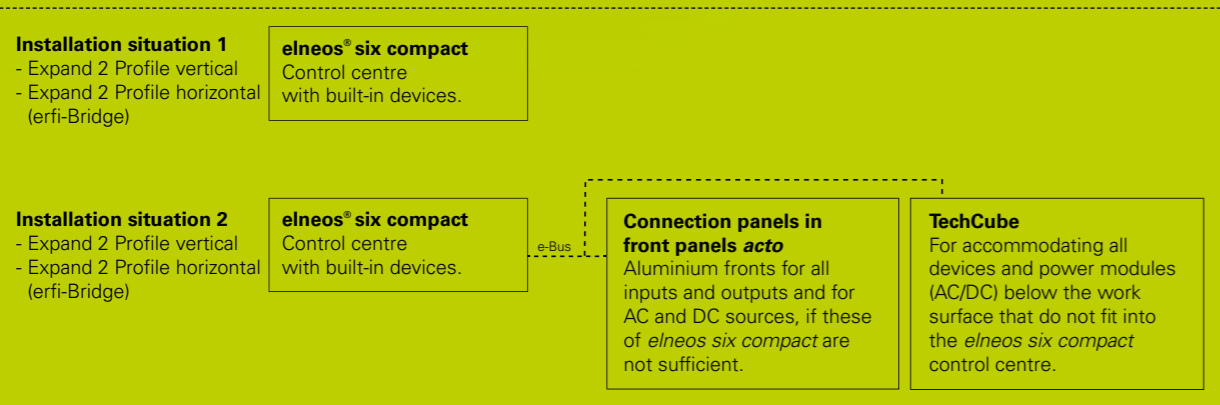 Installation situation 1
- Expand 2 Profile vertical
- Expand 2 Profile horizontal
(erfi-Bridge)
elneos® six compact
Control centre
with built-in devices.
Installation situation 2
- Expand 2 Profile vertical
- Expand 2 Profile horizontal
(erfi-Bridge)
elneos® six compact
Control centre
with built-in devices.
e-Bus
Connection panels in
front panels acto
Aluminium fronts for all
inputs and outputs and for
AC and DC sources, if these
of elneos six compact are
not sufficient.
TechCube
For accommodating all
devices and power modules
(AC/DC) below the work
surface that do not fit into
the elneos six compact
control centre.